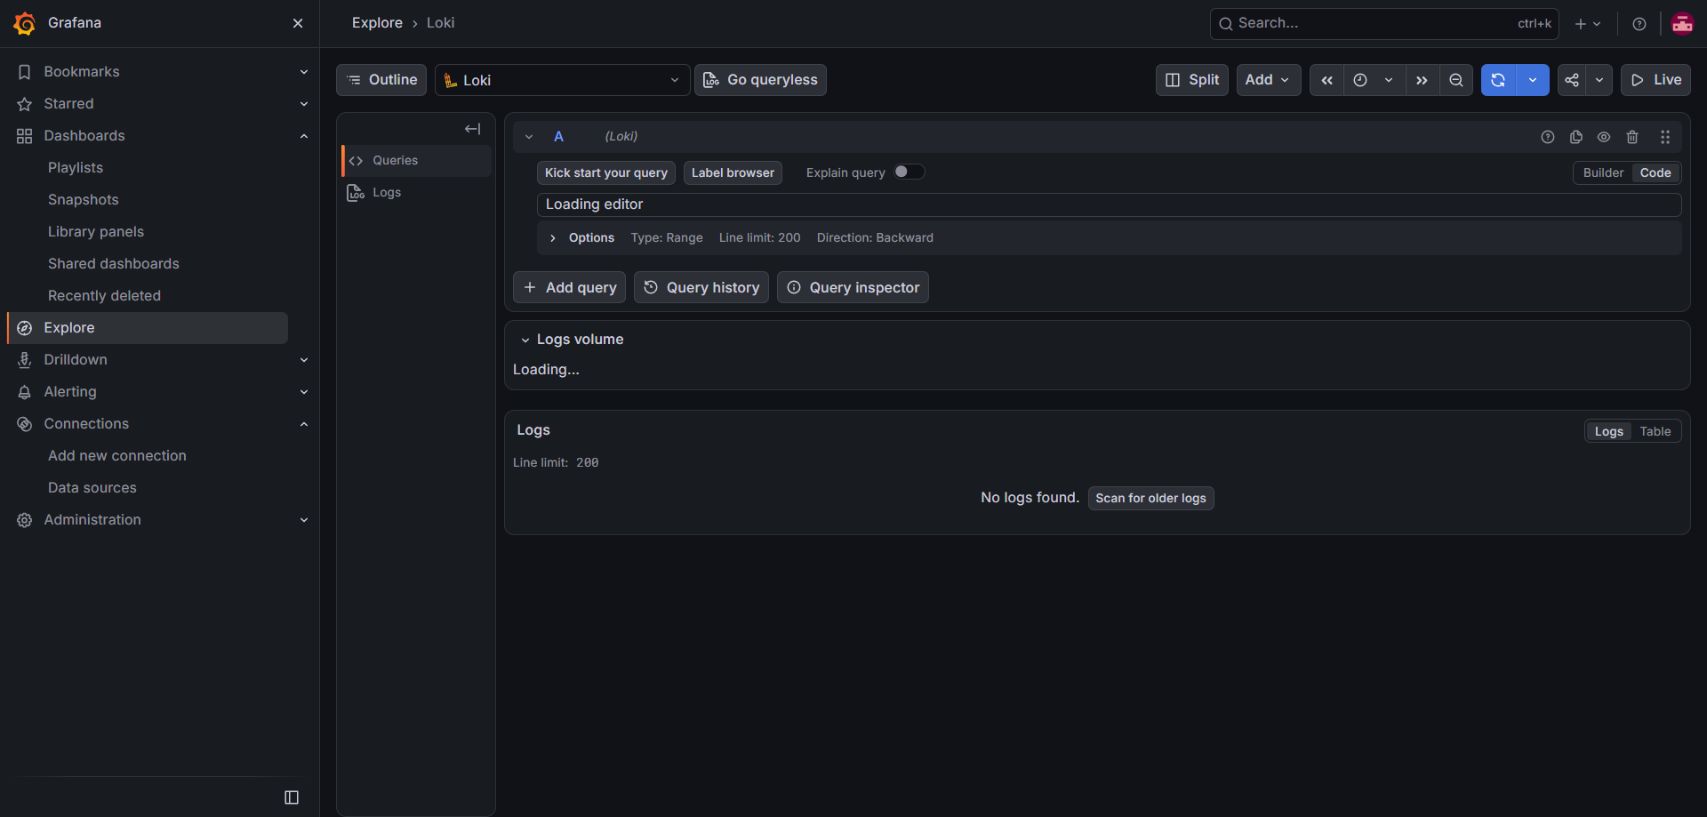 Grafana
Explore › Loki
Search...
ctrl+k
Bookmarks
Starred
Dashboards
Playlists
Snapshots
Library panels
Shared dashboards
Recently deleted
Explore
Drilldown
Alerting
Connections
Add new connection
Data sources
Administration
Outline
Loki
Go queryless
Split
Add
Live
Queries
Logs
A (Loki)
Kick start your query
Label browser
Explain query
Builder
Code
Loading editor
Options Type: Range Line limit: 200 Direction: Backward
Add query
Query history
Query inspector
Logs volume
Loading...
Logs
Logs
Table
Line limit: 200
No logs found.
Scan for older logs